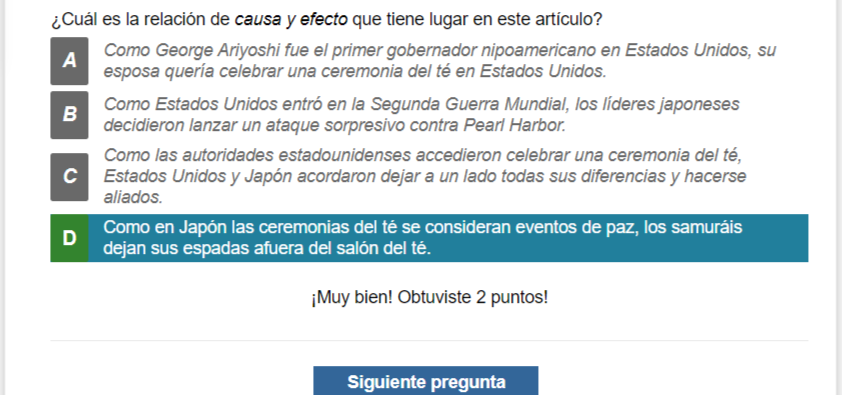 ¿Cuál es la relación de causa y efecto que tiene lugar en este artículo?
A
Como George Ariyoshi fue el primer gobernador nipoamericano en Estados Unidos, su
esposa quería celebrar una ceremonia del té en Estados Unidos.
B
Como Estados Unidos entró en la Segunda Guerra Mundial, los líderes japoneses
decidieron lanzar un ataque sorpresivo contra Pearl Harbor.
C
Como las autoridades estadounidenses accedieron celebrar una ceremonia del té,
Estados Unidos y Japón acordaron dejar a un lado todas sus diferencias y hacerse
aliados.
D
Como en Japón las ceremonias del té se consideran eventos de paz, los samuráis
dejan sus espadas afuera del salón del té.
¡Muy bien! Obtuviste 2 puntos!
Siguiente pregunta